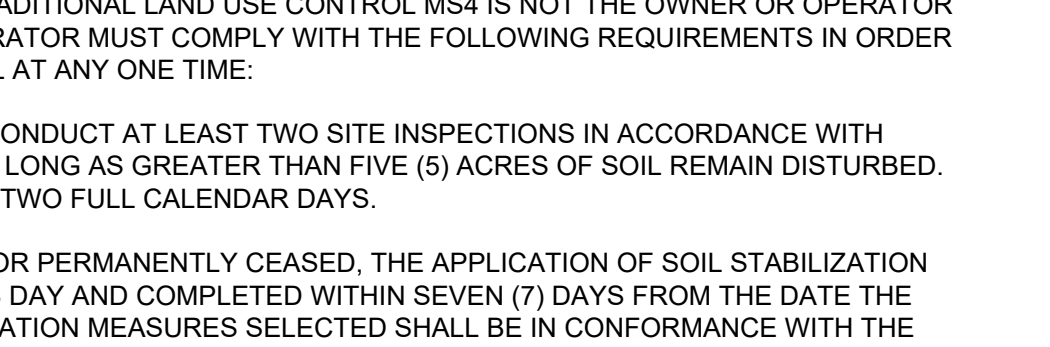 ADITIONAL LAND USE CONTROL MS4 IS NOT THE OWNER OR OPERATOR
RATOR MUST COMPLY WITH THE FOLLOWING REQUIREMENTS IN ORDER
AT ANY ONE TIME:
ONDUCT AT LEAST TWO SITE INSPECTIONS IN ACCORDANCE WITH
LONG AS GREATER THAN FIVE (5) ACRES OF SOIL REMAIN DISTURBED.
TWO FULL CALENDAR DAYS.
OR PERMANENTLY CEASED, THE APPLICATION OF SOIL STABILIZATION
DAY AND COMPLETED WITHIN SEVEN (7) DAYS FROM THE DATE THE
ATION MEASURES SELECTED SHALL BE IN CONFORMANCE WITH THE